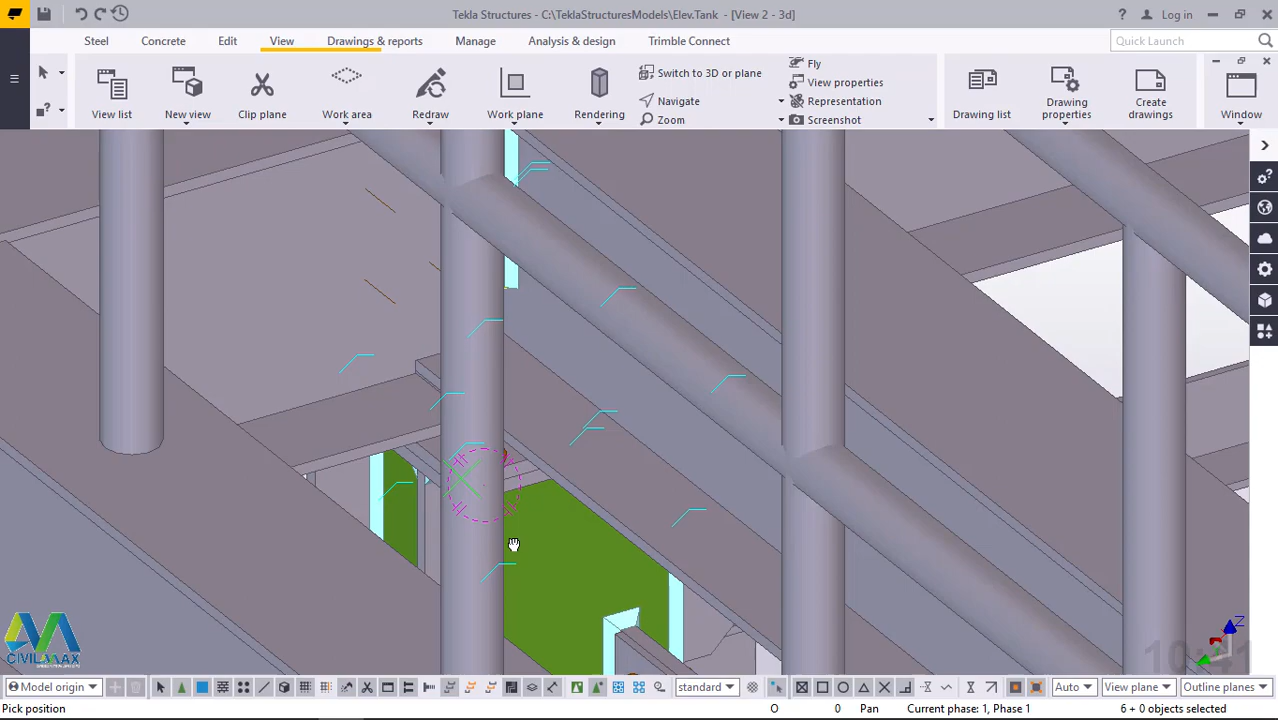 Tekla Structures - C:\TeklaStructuresModels\Elev.Tank - [View 2 - 3d]
? Log in
Steel Concrete Edit View Drawings & reports Manage Analysis & design Trimble Connect
Quick Launch
View list
New view
Clip plane
Work area
Redraw
Work plane
Rendering
Switch to 3D or plane
Navigate
Zoom
Fly
View properties
Representation
Screenshot
Drawing list
Drawing properties
Create drawings
Window
Z
CIVILMAX
Model origin
standard
Auto
View plane
Outline planes
Pick position
O 0 Pan Current phase: 1, Phase 1 6 + 0 objects selected